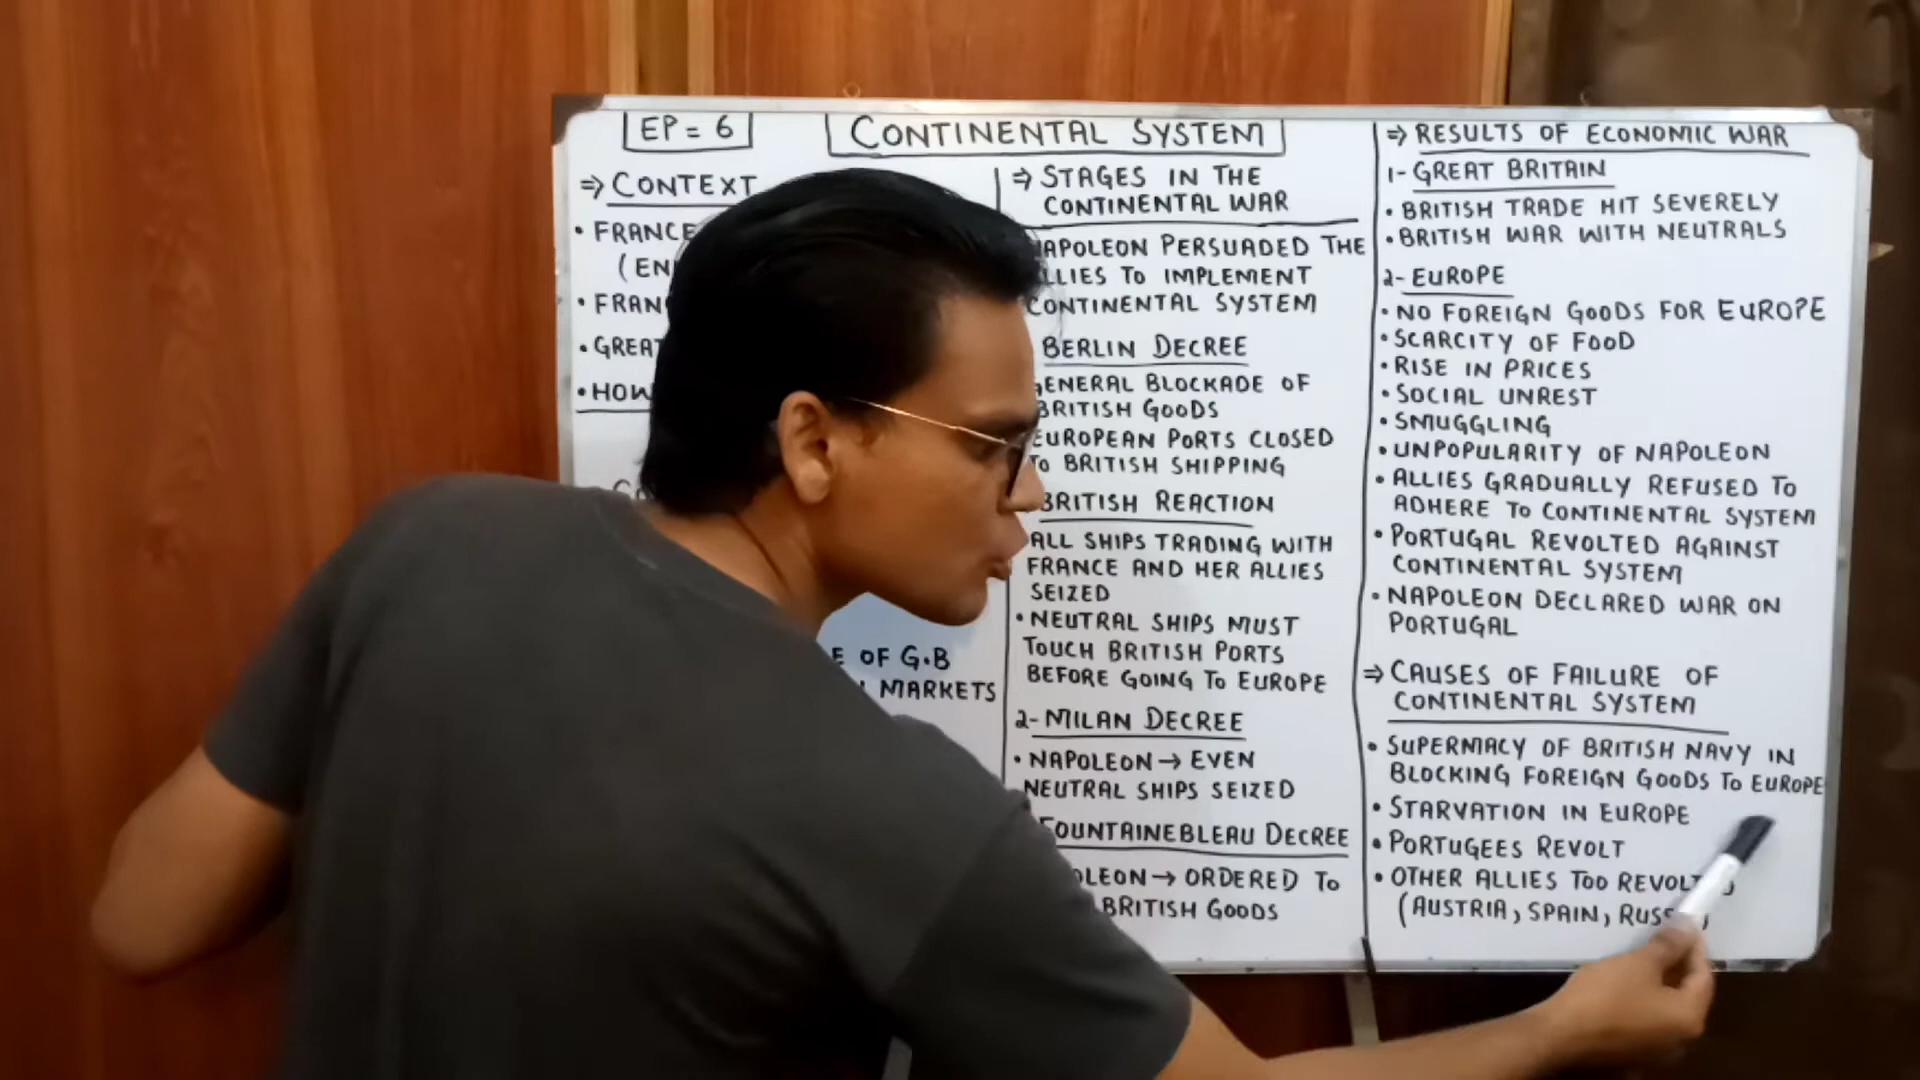 EP = 6
CONTINENTAL SYSTEM
⇒ CONTEXT
• FRANCE
(EN
• FRAN
• GREAT
• HOW
E OF G.B
MARKETS
⇒ STAGES IN THE
CONTINENTAL WAR
NAPOLEON PERSUADED THE
LLIES TO IMPLEMENT
CONTINENTAL SYSTEM
BERLIN DECREE
GENERAL BLOCKADE OF
BRITISH GOODS
EUROPEAN PORTS CLOSED
TO BRITISH SHIPPING
BRITISH REACTION
ALL SHIPS TRADING WITH
FRANCE AND HER ALLIES
SEIZED
• NEUTRAL SHIPS MUST
TOUCH BRITISH PORTS
BEFORE GOING TO EUROPE
2- MILAN DECREE
• NAPOLEON → EVEN
NEUTRAL SHIPS SEIZED
FOUNTAINEBLEAU DECREE
OLEON → ORDERED TO
BRITISH GOODS
⇒ RESULTS OF ECONOMIC WAR
1- GREAT BRITAIN
• BRITISH TRADE HIT SEVERELY
• BRITISH WAR WITH NEUTRALS
2- EUROPE
• NO FOREIGN GOODS FOR EUROPE
• SCARCITY OF FOOD
• RISE IN PRICES
• SOCIAL UNREST
• SMUGGLING
• UNPOPULARITY OF NAPOLEON
• ALLIES GRADUALLY REFUSED TO
ADHERE TO CONTINENTAL SYSTEM
• PORTUGAL REVOLTED AGAINST
CONTINENTAL SYSTEM
• NAPOLEON DECLARED WAR ON
PORTUGAL
⇒ CAUSES OF FAILURE OF
CONTINENTAL SYSTEM
• SUPERMACY OF BRITISH NAVY IN
BLOCKING FOREIGN GOODS TO EUROPE
• STARVATION IN EUROPE
• PORTUGEES REVOLT
• OTHER ALLIES TOO REVOLT
(AUSTRIA, SPAIN, RUSS